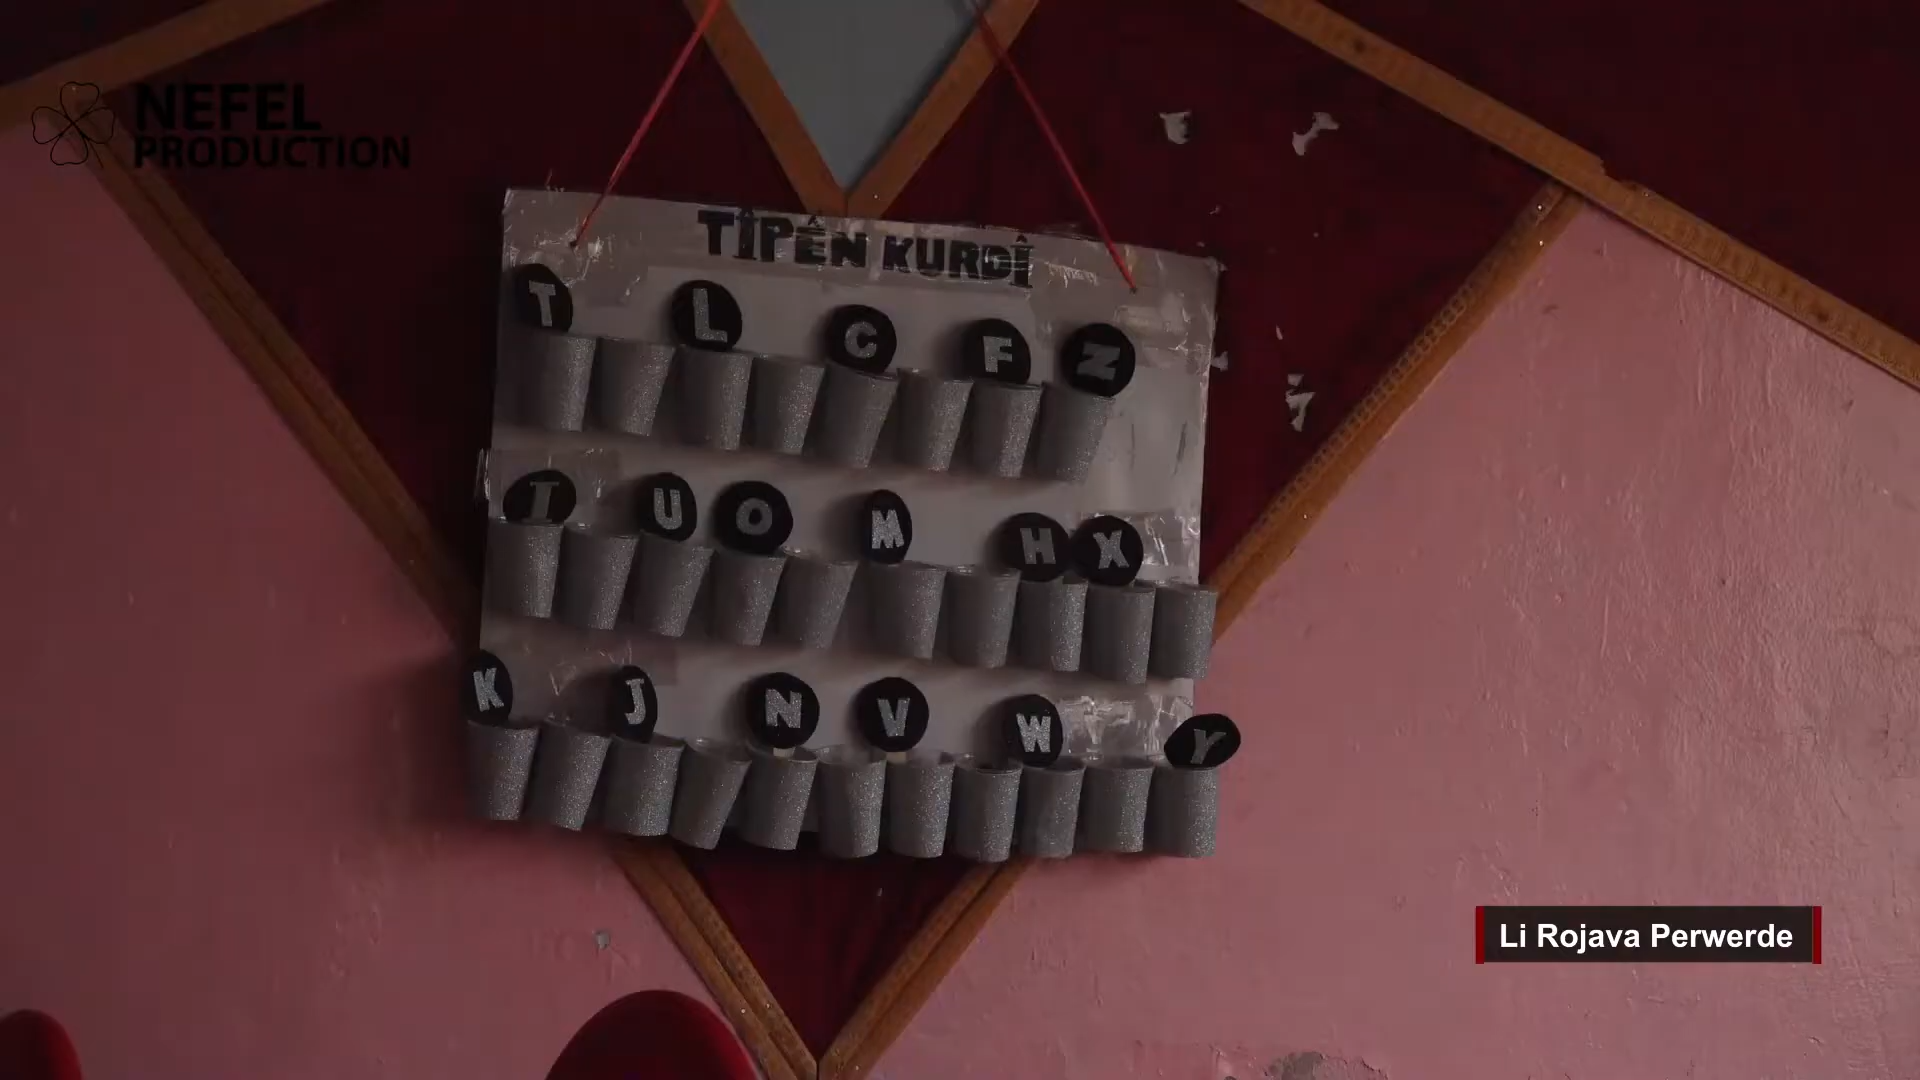 NEFEL
PRODUCTION
TÎPÊN KURDÎ
T L C F Z
I U O M H X
K J N V W Y
Li Rojava Perwerde